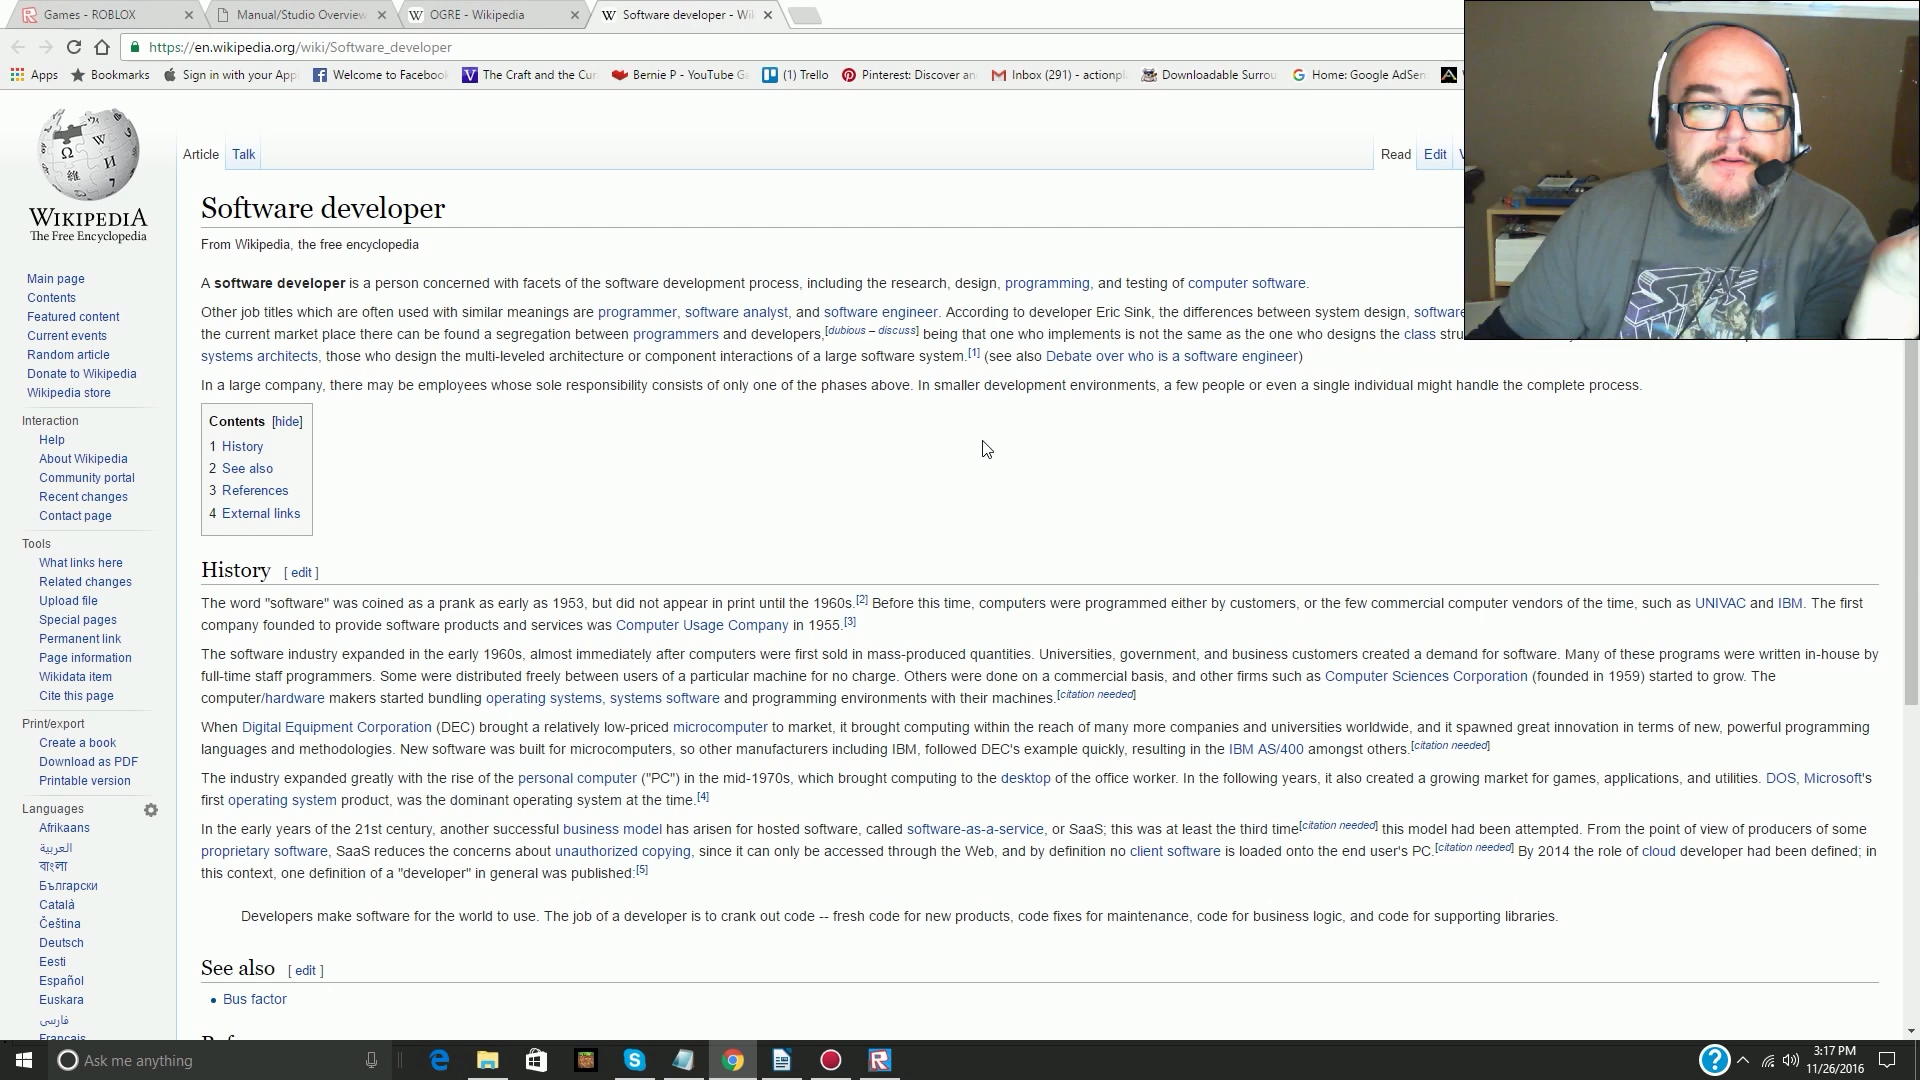 Games - ROBLOX
Manual/Studio Overview
OGRE - Wikipedia
Software developer - Wi
https://en.wikipedia.org/wiki/Software_developer
Apps
Bookmarks
Sign in with your Appl
Welcome to Facebook
The Craft and the Cur
Bernie P - YouTube G
(1) Trello
Pinterest: Discover an
Inbox (291) - actionpl
Downloadable Surrou
Home: Google AdSen
WIKIPEDIA
The Free Encyclopedia
Main page
Contents
Featured content
Current events
Random article
Donate to Wikipedia
Wikipedia store
Interaction
Help
About Wikipedia
Community portal
Recent changes
Contact page
Tools
What links here
Related changes
Upload file
Special pages
Permanent link
Page information
Wikidata item
Cite this page
Print/export
Create a book
Download as PDF
Printable version
Languages
Afrikaans
العربية
বাংলা
Български
Català
Čeština
Deutsch
Eesti
Español
Euskara
فارسی
Français
Article Talk
Read Edit
Software developer
From Wikipedia, the free encyclopedia
A software developer is a person concerned with facets of the software development process, including the research, design, programming, and testing of computer software.
Other job titles which are often used with similar meanings are programmer, software analyst, and software engineer. According to developer Eric Sink, the differences between system design, software
the current market place there can be found a segregation between programmers and developers,[dubious – discuss] being that one who implements is not the same as the one who designs the class stru
systems architects, those who design the multi-leveled architecture or component interactions of a large software system.[1] (see also Debate over who is a software engineer)
In a large company, there may be employees whose sole responsibility consists of only one of the phases above. In smaller development environments, a few people or even a single individual might handle the complete process.
Contents [hide]
1 History
2 See also
3 References
4 External links
History [ edit ]
The word "software" was coined as a prank as early as 1953, but did not appear in print until the 1960s.[2] Before this time, computers were programmed either by customers, or the few commercial computer vendors of the time, such as UNIVAC and IBM. The first
company founded to provide software products and services was Computer Usage Company in 1955.[3]
The software industry expanded in the early 1960s, almost immediately after computers were first sold in mass-produced quantities. Universities, government, and business customers created a demand for software. Many of these programs were written in-house by
full-time staff programmers. Some were distributed freely between users of a particular machine for no charge. Others were done on a commercial basis, and other firms such as Computer Sciences Corporation (founded in 1959) started to grow. The
computer/hardware makers started bundling operating systems, systems software and programming environments with their machines.[citation needed]
When Digital Equipment Corporation (DEC) brought a relatively low-priced microcomputer to market, it brought computing within the reach of many more companies and universities worldwide, and it spawned great innovation in terms of new, powerful programming
languages and methodologies. New software was built for microcomputers, so other manufacturers including IBM, followed DEC's example quickly, resulting in the IBM AS/400 amongst others.[citation needed]
The industry expanded greatly with the rise of the personal computer ("PC") in the mid-1970s, which brought computing to the desktop of the office worker. In the following years, it also created a growing market for games, applications, and utilities. DOS, Microsoft's
first operating system product, was the dominant operating system at the time.[4]
In the early years of the 21st century, another successful business model has arisen for hosted software, called software-as-a-service, or SaaS; this was at least the third time[citation needed] this model had been attempted. From the point of view of producers of some
proprietary software, SaaS reduces the concerns about unauthorized copying, since it can only be accessed through the Web, and by definition no client software is loaded onto the end user's PC.[citation needed] By 2014 the role of cloud developer had been defined; in
this context, one definition of a "developer" in general was published:[5]
Developers make software for the world to use. The job of a developer is to crank out code -- fresh code for new products, code fixes for maintenance, code for business logic, and code for supporting libraries.
See also [ edit ]
• Bus factor
Ask me anything
3:17 PM
11/26/2016